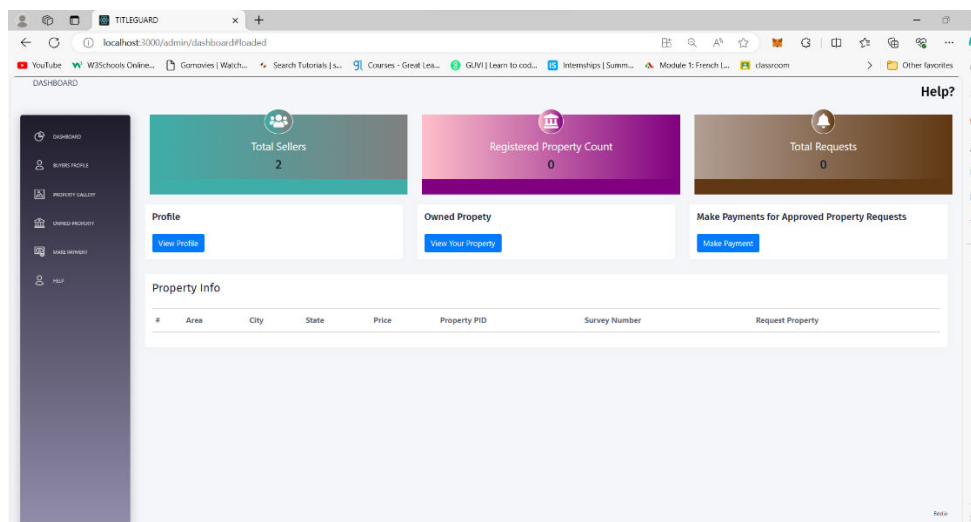 TITLEGUARD
localhost:3000/admin/dashboard#loaded
YouTube W3Schools Online... Gomovies | Watch... Search Tutorials | s... Courses - Great Lea... GUVI | Learn to cod... Internships | Summ... Module 1: French L... classroom Other favorites
DASHBOARD
Help?
DASHBOARD
BUYERS PROFILE
PROPERTY GALLERY
OWNED PROPERTY
MAKE PAYMENT
HELP
Total Sellers
2
Registered Property Count
0
Total Requests
0
Profile
View Profile
Owned Propety
View Your Property
Make Payments for Approved Property Requests
Make Payment
Property Info
# Area City State Price Property PID Survey Number Request Property